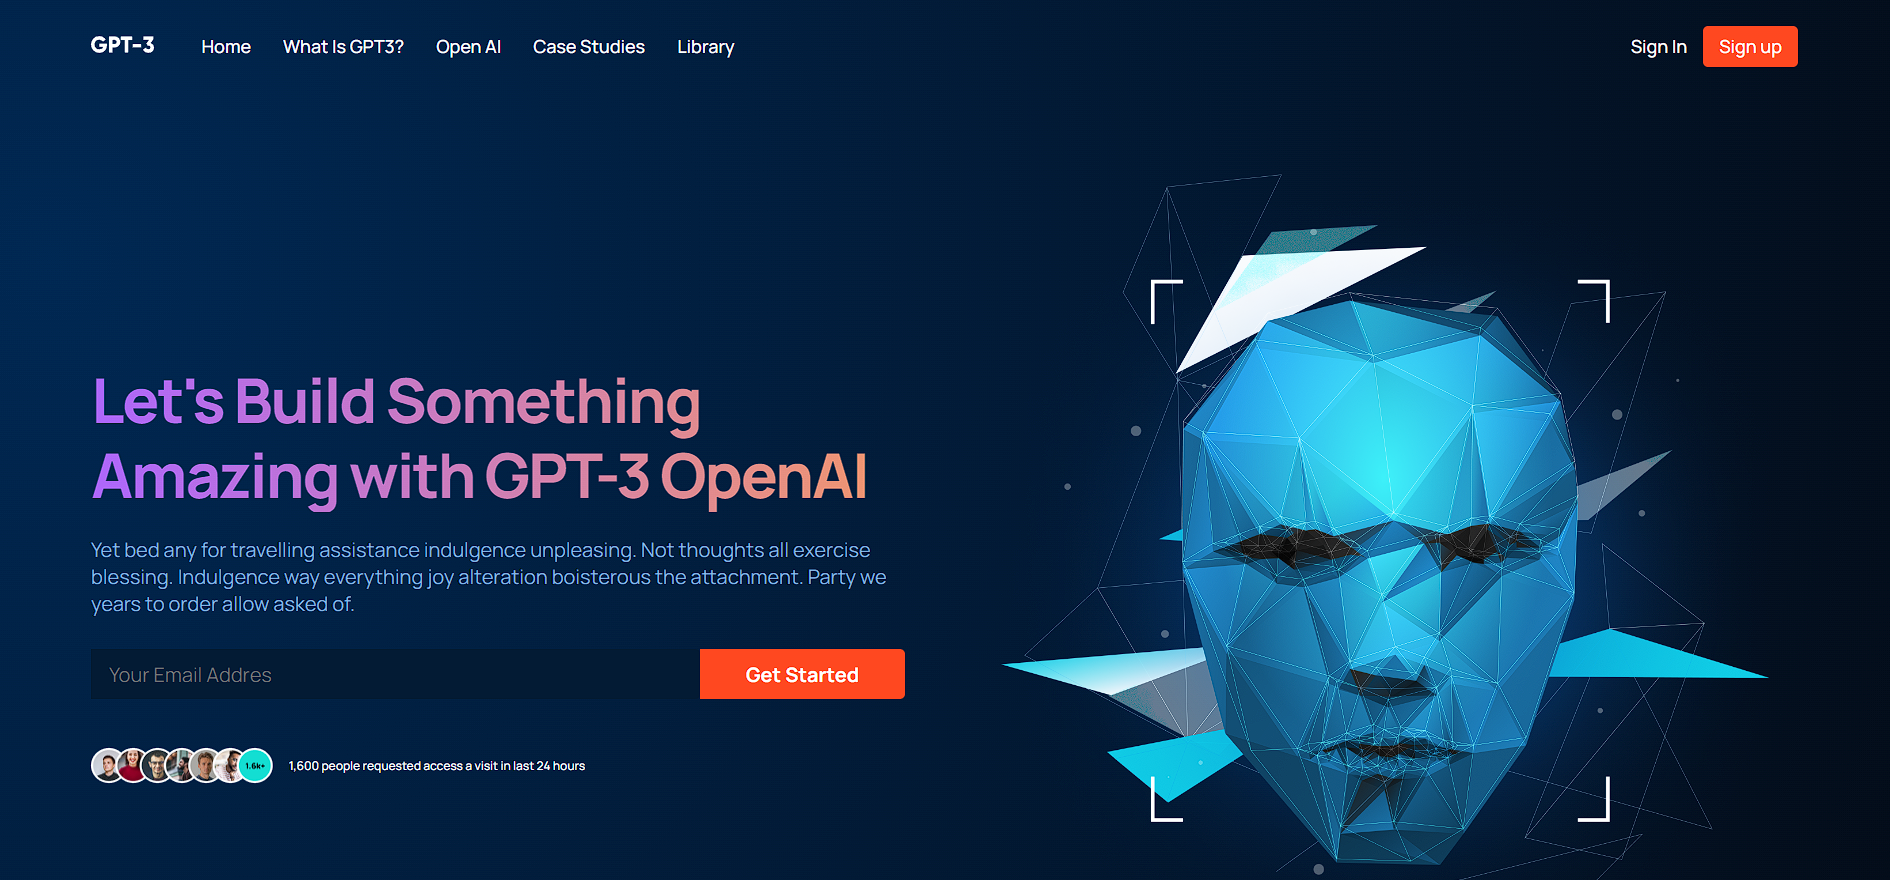 GPT-3
Home
What Is GPT3?
Open AI
Case Studies
Library
Sign In
Sign up
Let's Build Something
Amazing with GPT-3 OpenAI
Yet bed any for travelling assistance indulgence unpleasing. Not thoughts all exercise
blessing. Indulgence way everything joy alteration boisterous the attachment. Party we
years to order allow asked of.
Your Email Addres
Get Started
1.6k+
1,600 people requested access a visit in last 24 hours